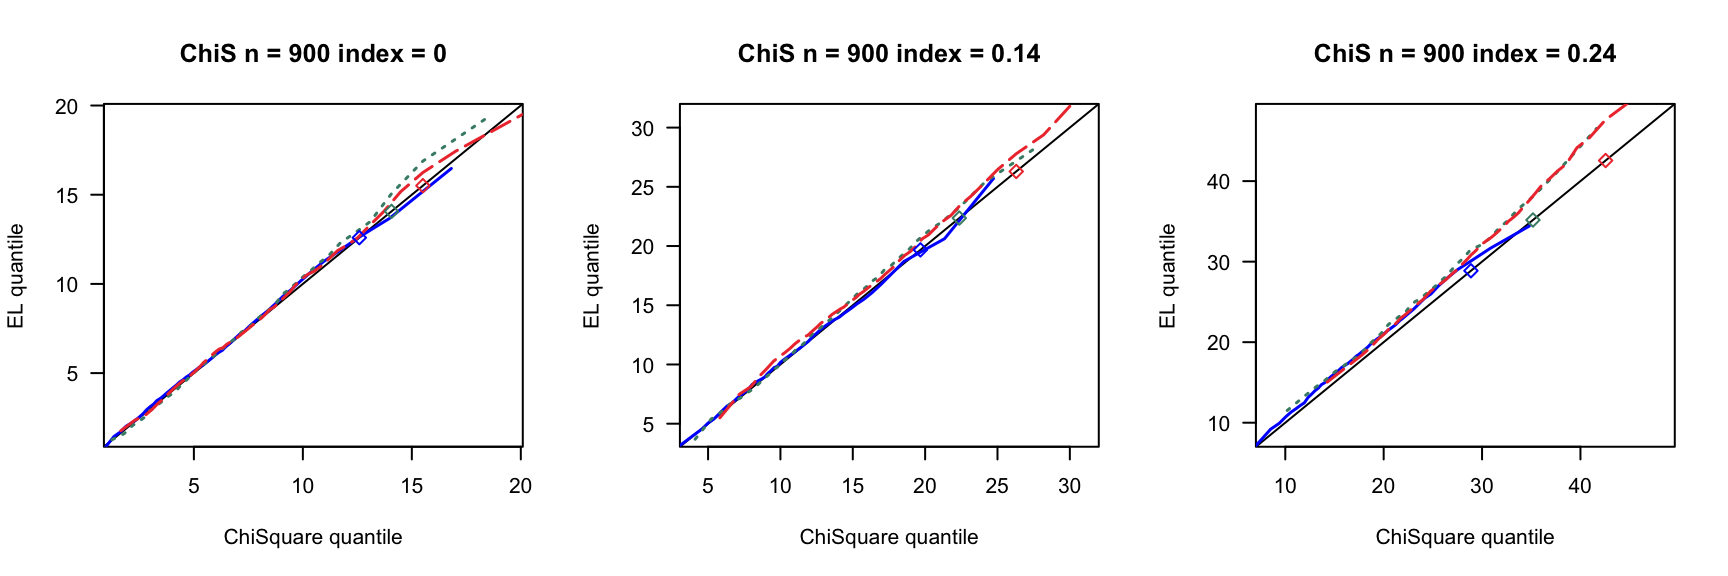 ChiS n = 900 index = 0
20
15
10
5
EL quantile
5 10 15 20
ChiSquare quantile
ChiS n = 900 index = 0.14
30
25
20
15
10
5
EL quantile
5 10 15 20 25 30
ChiSquare quantile
ChiS n = 900 index = 0.24
40
30
20
10
EL quantile
10 20 30 40
ChiSquare quantile